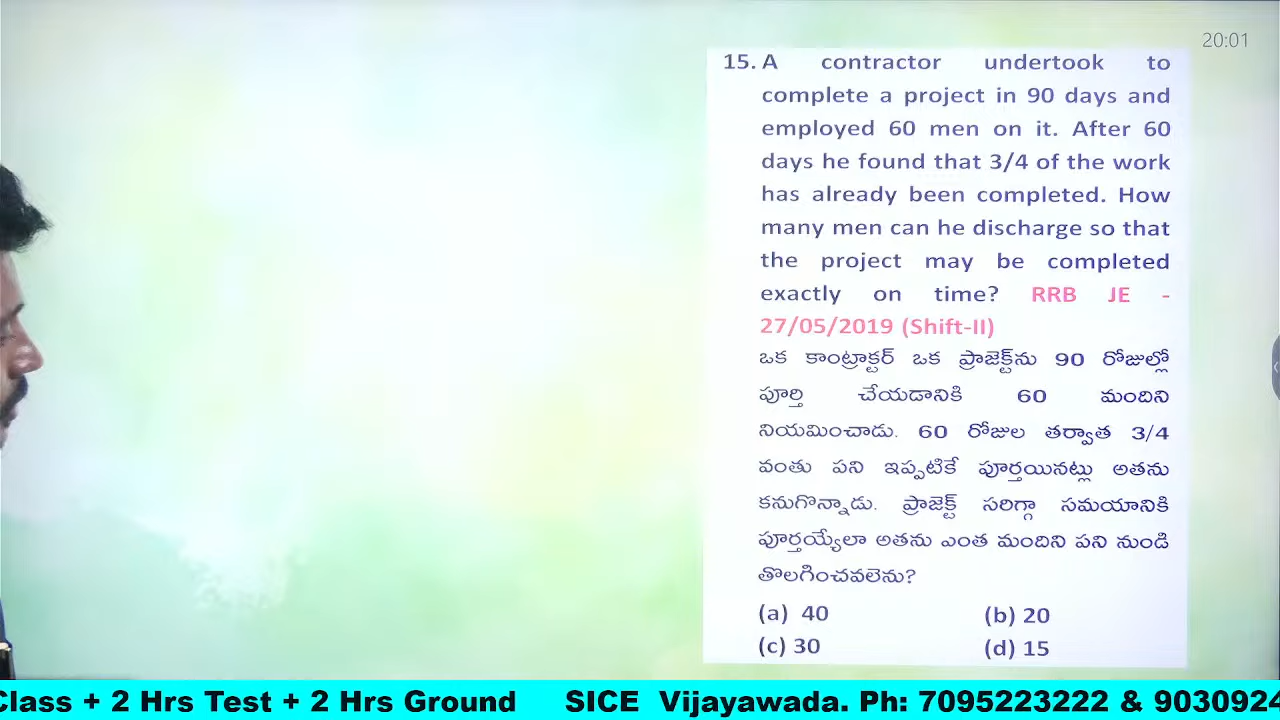 20:01
15. A contractor undertook to
complete a project in 90 days and
employed 60 men on it. After 60
days he found that 3/4 of the work
has already been completed. How
many men can he discharge so that
the project may be completed
exactly on time? RRB JE -
27/05/2019 (Shift-II)
ఒక కాంట్రాక్టర్ ఒక ప్రాజెక్ట్‌ను 90 రోజుల్లో
పూర్తి చేయడానికి 60 మందిని
నియమించాడు. 60 రోజుల తర్వాత 3/4
వంతు పని ఇప్పటికే పూర్తయినట్లు అతను
కనుగొన్నాడు. ప్రాజెక్ట్ సరిగ్గా సమయానికి
పూర్తయ్యేలా అతను ఎంత మందిని పని నుండి
తొలగించవలెను?
(a) 40 (b) 20
(c) 30 (d) 15
Class + 2 Hrs Test + 2 Hrs Ground SICE Vijayawada. Ph: 7095223222 & 9030924